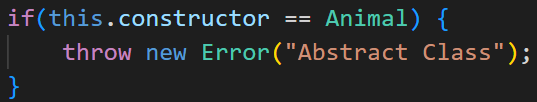 if(this.constructor == Animal) {
    throw new Error("Abstract Class");
}